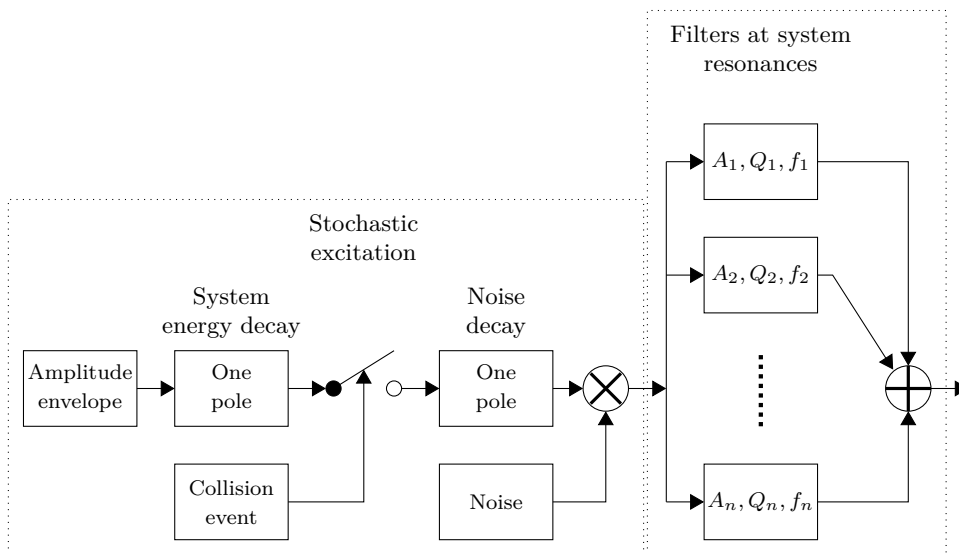 Filters at system
resonances
A₁, Q₁, f₁
A₂, Q₂, f₂
Aₙ, Qₙ, fₙ
Stochastic
excitation
System
energy decay
Noise
decay
Amplitude
envelope
One
pole
One
pole
Collision
event
Noise